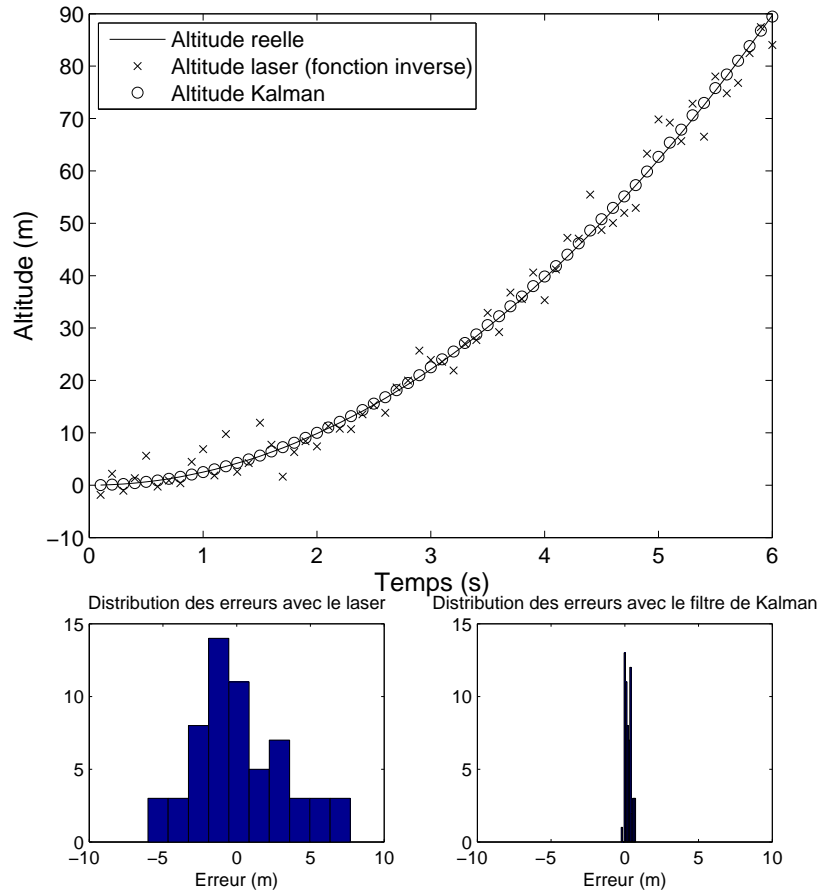 90
80
70
60
50
40
30
20
10
0
−10
Altitude (m)
Altitude reelle
Altitude laser (fonction inverse)
Altitude Kalman
0 1 2 3 4 5 6
Temps (s)
Distribution des erreurs avec le laser
15
10
5
0
−10 −5 0 5 10
Erreur (m)
Distribution des erreurs avec le filtre de Kalman
15
10
5
0
−10 −5 0 5 10
Erreur (m)